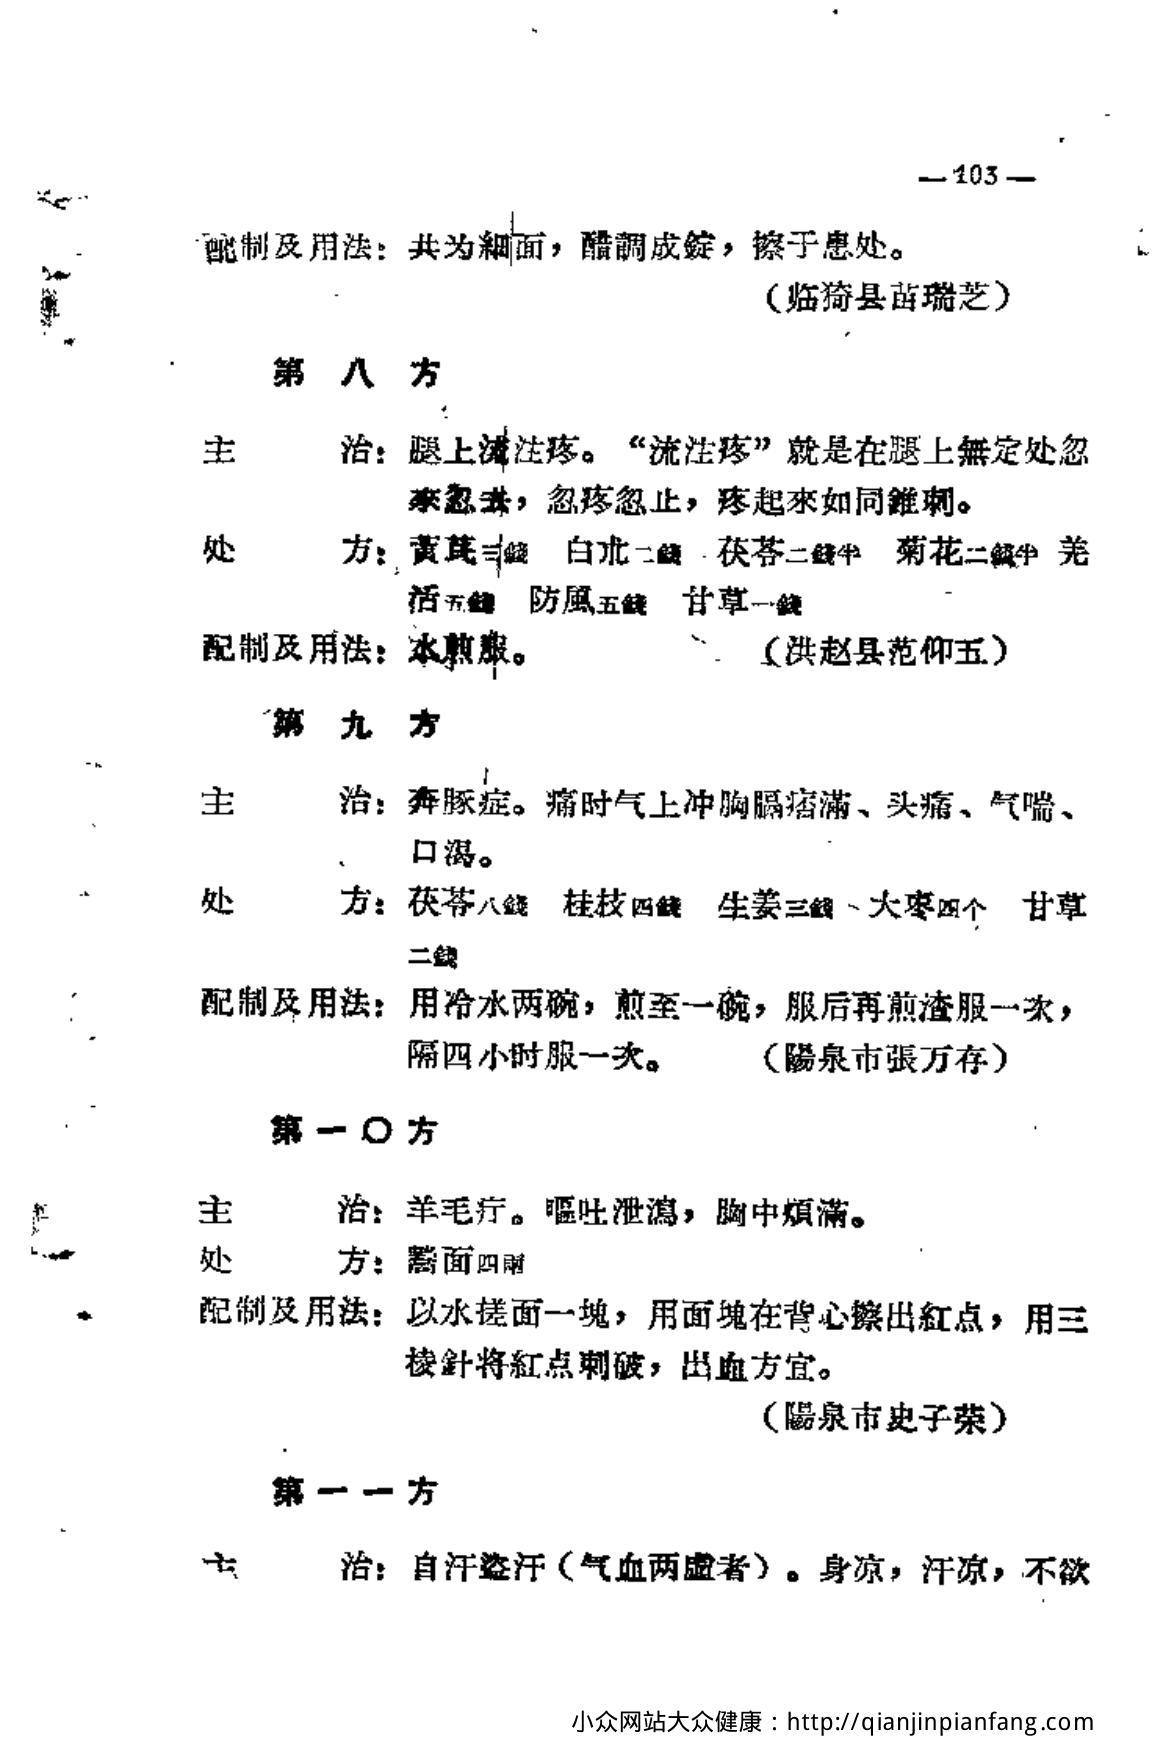 —103—
配制及用法：共为細面，醋調成錠，擦于患处。
（临猗县苗瑞芝）
第八方
主治：腿上流注疼。“流注疼”就是在腿上無定处忽
來忽去，忽疼忽止，疼起來如同錐刺。
处方：黃芪三錢 白朮二錢 茯苓二錢半 菊花二錢半 羌
活五錢 防風五錢 甘草一錢
配制及用法：水煎服。（洪赵县范仰五）
第九方
主治：奔豚症。痛时气上冲胸膈痞滿、头痛、气喘、
口渴。
处方：茯苓八錢 桂枝四錢 生姜三錢、大枣四个 甘草
二錢
配制及用法：用冷水两碗，煎至一碗，服后再煎渣服一次，
隔四小时服一次。（陽泉市張万存）
第一〇方
主治：羊毛疔。嘔吐泄瀉，胸中煩滿。
处方：蕎面四兩
配制及用法：以水搓面一塊，用面塊在背心擦出紅点，用三
棱針将紅点刺破，出血方宜。
（陽泉市史子荣）
第一一方
主治：自汗盜汗（气血两虛者）。身凉，汗凉，不欲
小众网站大众健康：http://qianjinpianfang.com